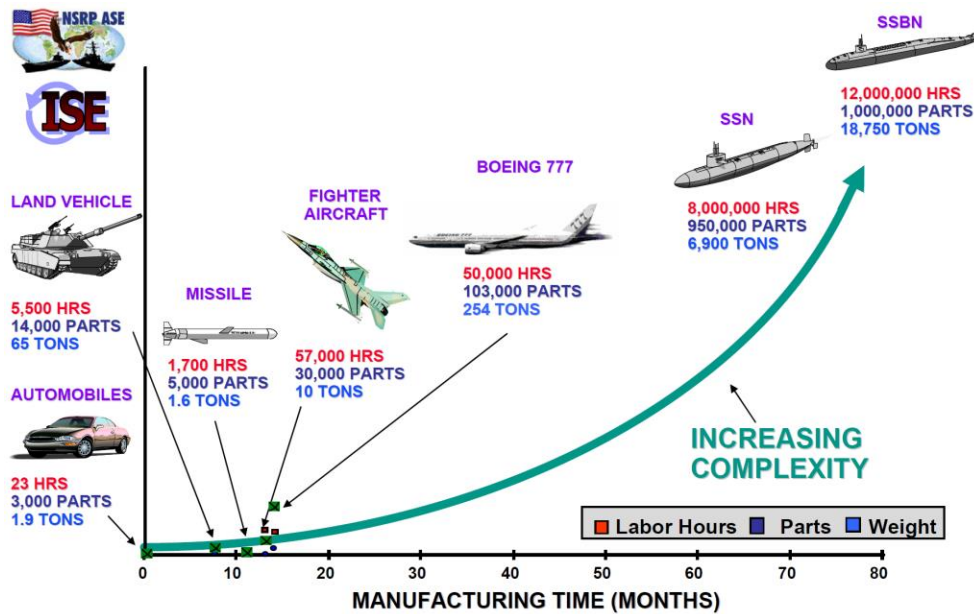 NSRP ASE
ISE
LAND VEHICLE
5,500 HRS
14,000 PARTS
65 TONS
AUTOMOBILES
23 HRS
3,000 PARTS
1.9 TONS
MISSILE
1,700 HRS
5,000 PARTS
1.6 TONS
FIGHTER
AIRCRAFT
57,000 HRS
30,000 PARTS
10 TONS
BOEING 777
BOEING 777
50,000 HRS
103,000 PARTS
254 TONS
SSN
8,000,000 HRS
950,000 PARTS
6,900 TONS
SSBN
12,000,000 HRS
1,000,000 PARTS
18,750 TONS
INCREASING
COMPLEXITY
Labor Hours Parts Weight
0 10 20 30 40 50 60 70 80
MANUFACTURING TIME (MONTHS)